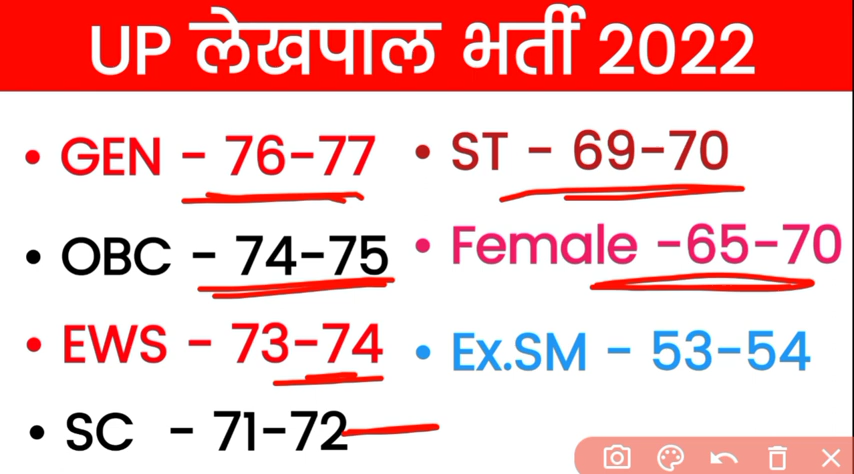 UP लेखपाल भर्ती 2022
• GEN - 76-77
• OBC - 74-75
• EWS - 73-74
• SC - 71-72
• ST - 69-70
• Female -65-70
• Ex.SM - 53-54